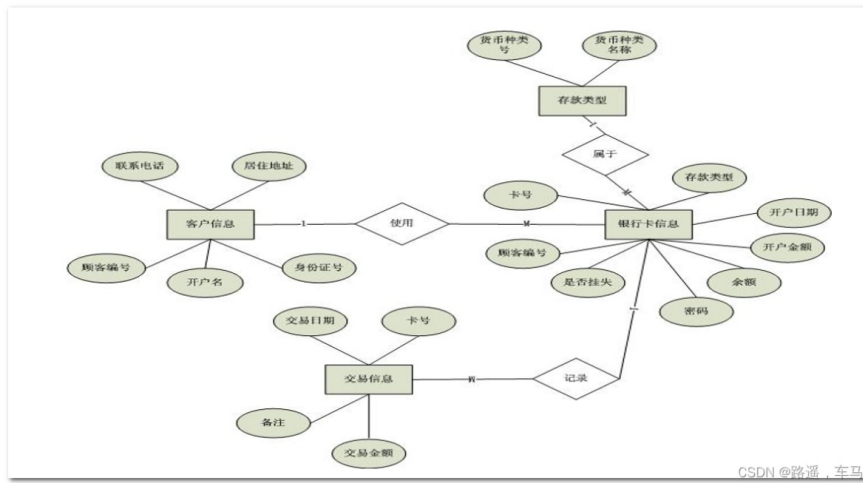 货币种类
号
货币种类
名称
存款类型
1
属于
联系电话
居住地址
卡号
存款类型
M
客户信息
1
使用
M
银行卡信息
开户日期
顾客编号
开户金额
顾客编号
开户名
身份证号
是否挂失
余额
密码
交易日期
卡号
1
交易信息
M
记录
备注
交易金额
CSDN @路遥，车马